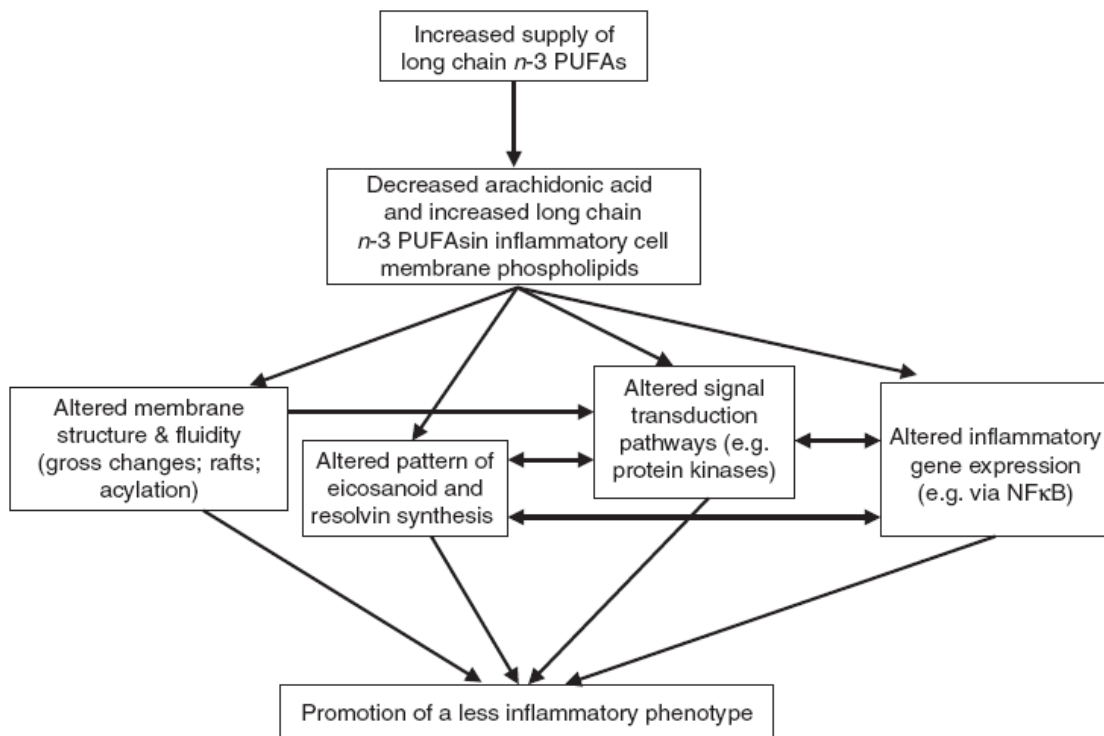 Increased supply of
long chain n-3 PUFAs
Decreased arachidonic acid
and increased long chain
n-3 PUFAsin inflammatory cell
membrane phospholipids
Altered membrane
structure & fluidity
(gross changes; rafts;
acylation)
Altered pattern of
eicosanoid and
resolvin synthesis
Altered signal
transduction
pathways (e.g.
protein kinases)
Altered inflammatory
gene expression
(e.g. via NFκB)
Promotion of a less inflammatory phenotype